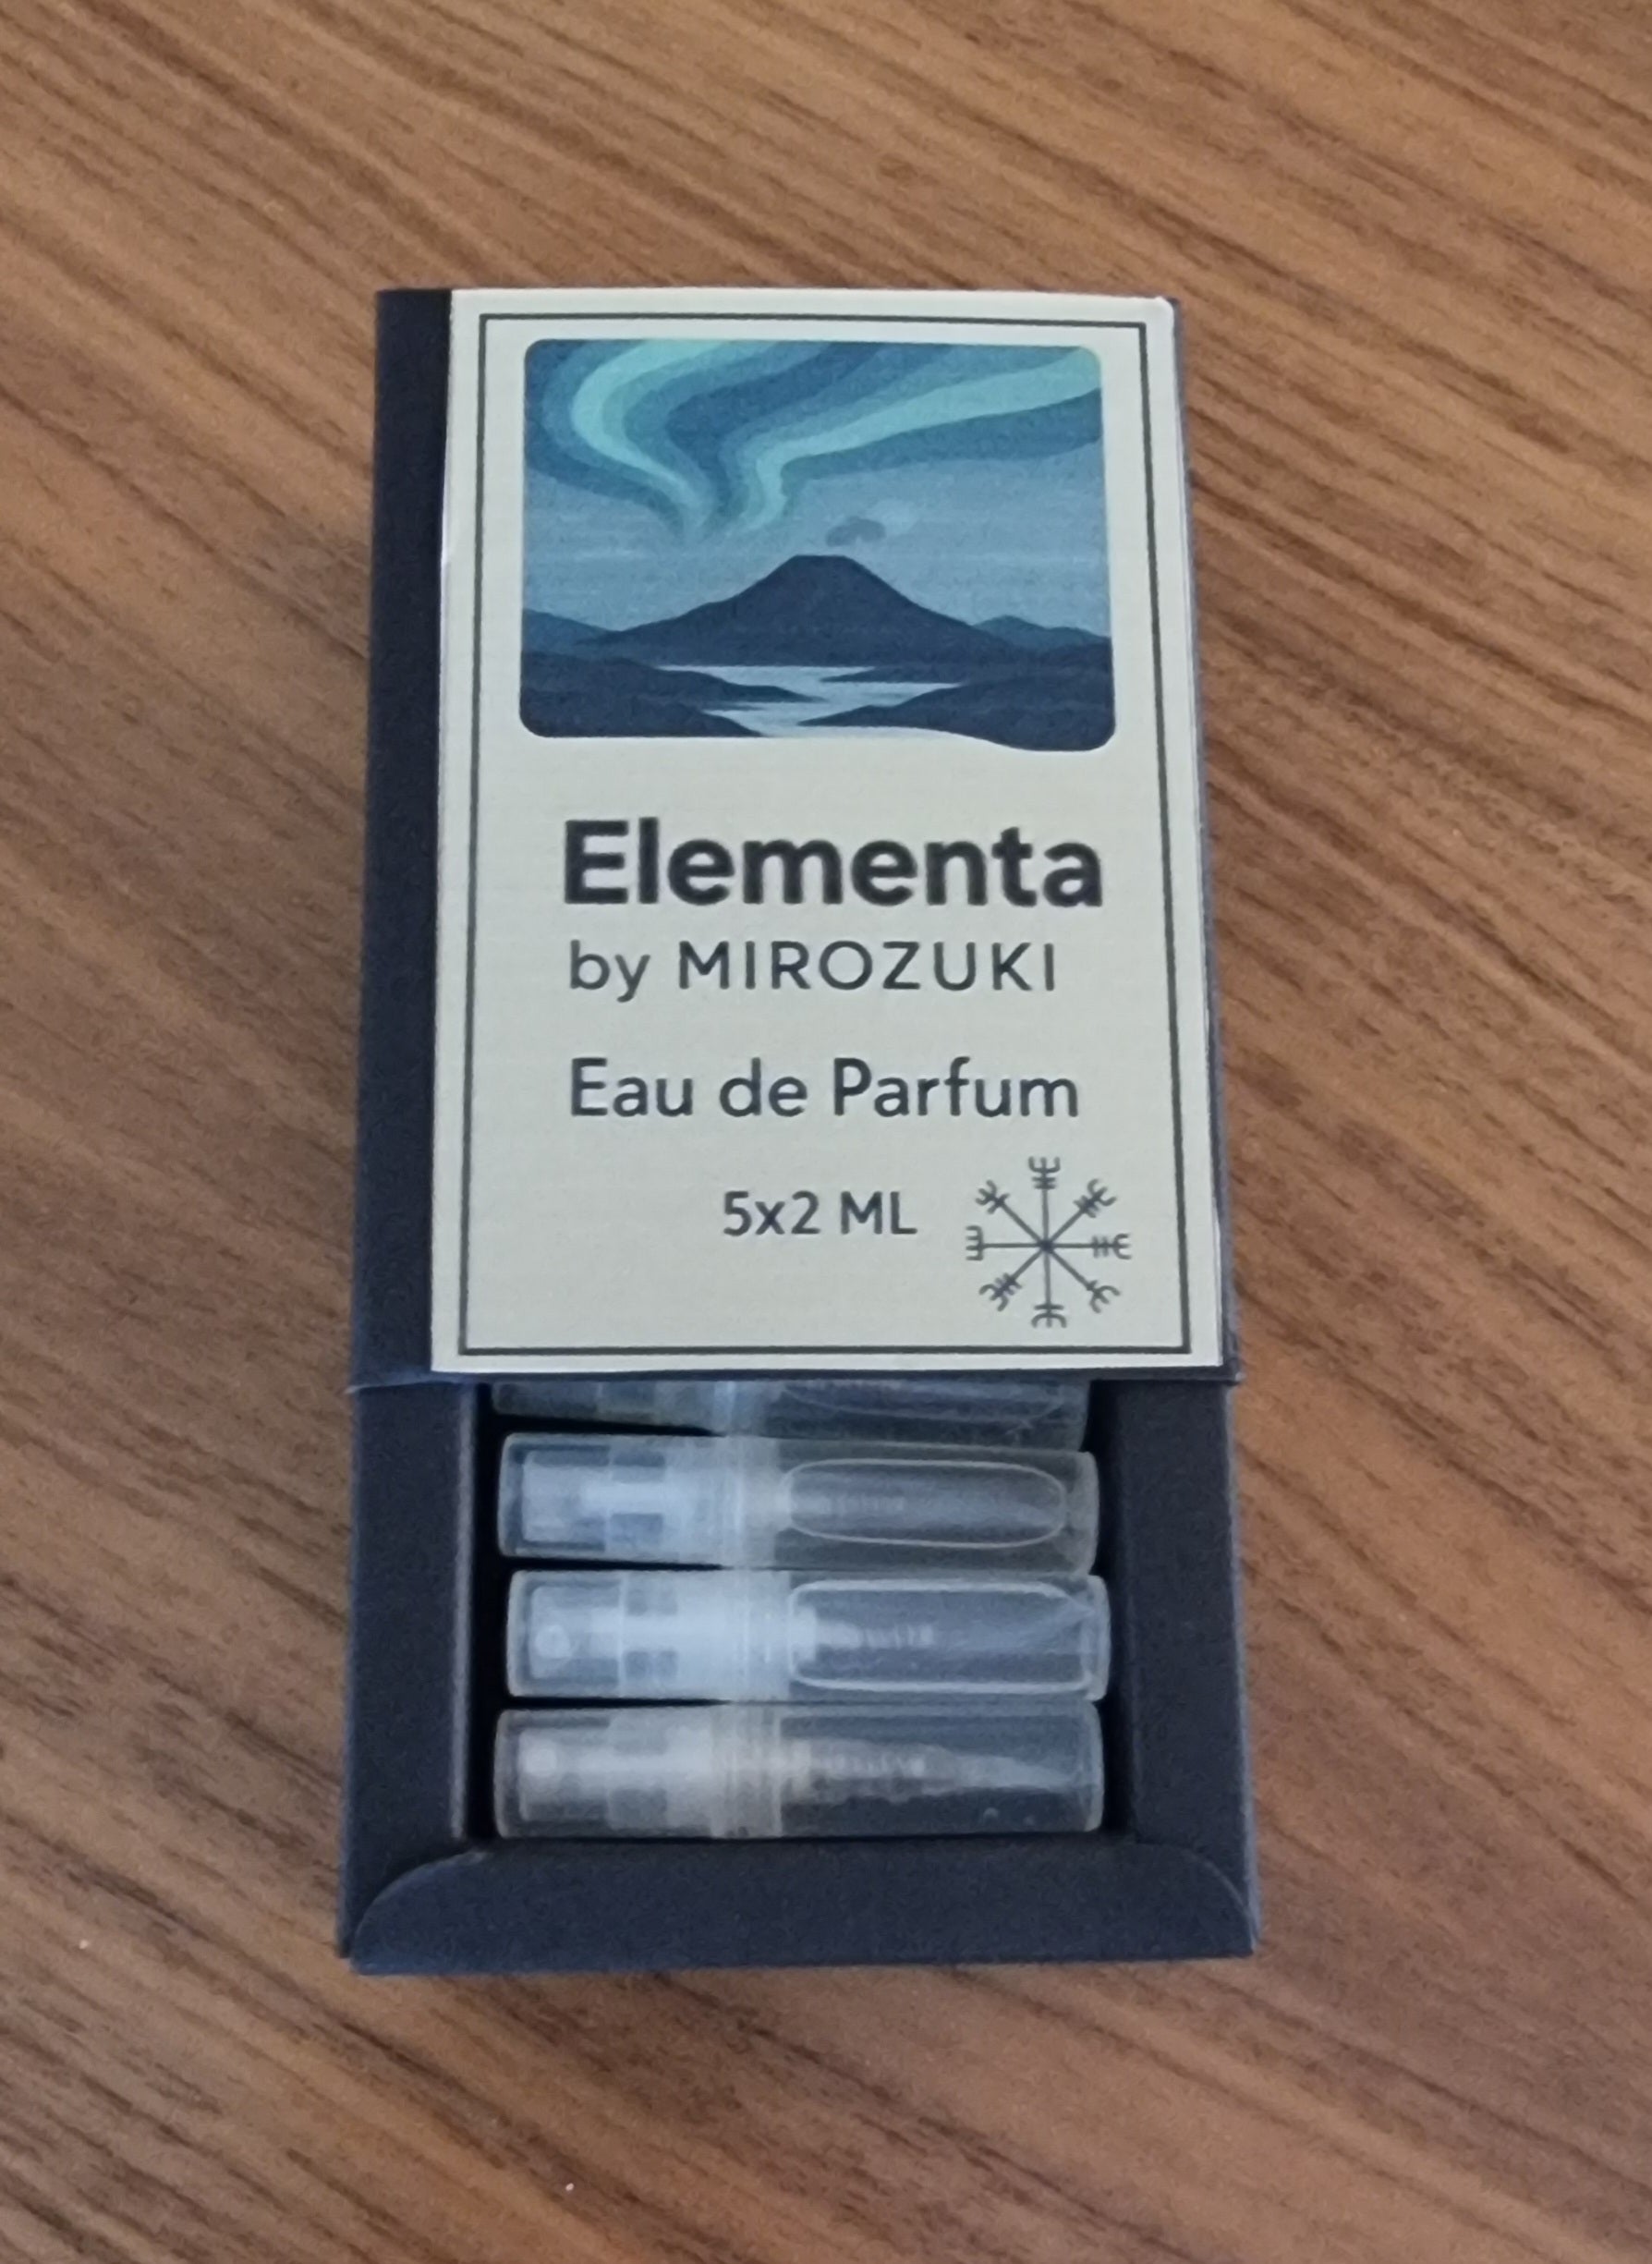 Elementa
by MIROZUKI
Eau de Parfum
5x2 ML